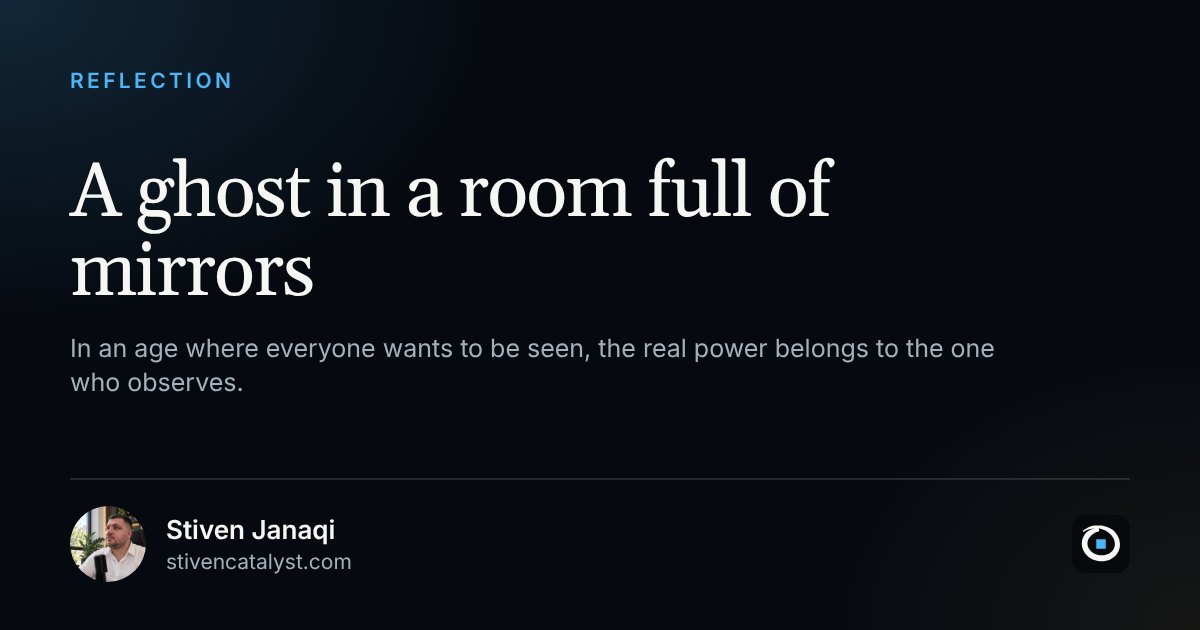 REFLECTION
A ghost in a room full of
mirrors
In an age where everyone wants to be seen, the real power belongs to the one
who observes.
Stiven Janaqi
stivencatalyst.com